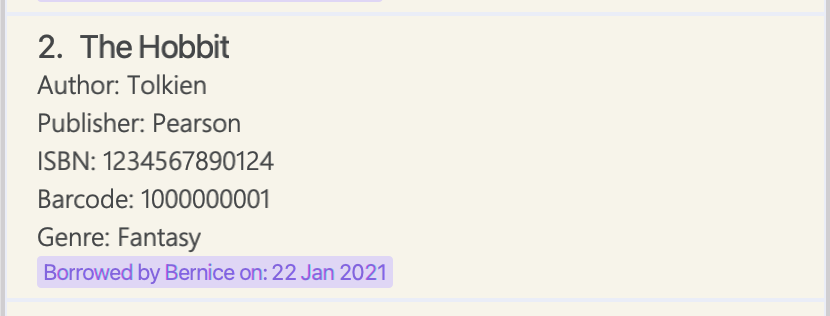 2. The Hobbit
Author: Tolkien
Publisher: Pearson
ISBN: 1234567890124
Barcode: 1000000001
Genre: Fantasy
Borrowed by Bernice on: 22 Jan 2021